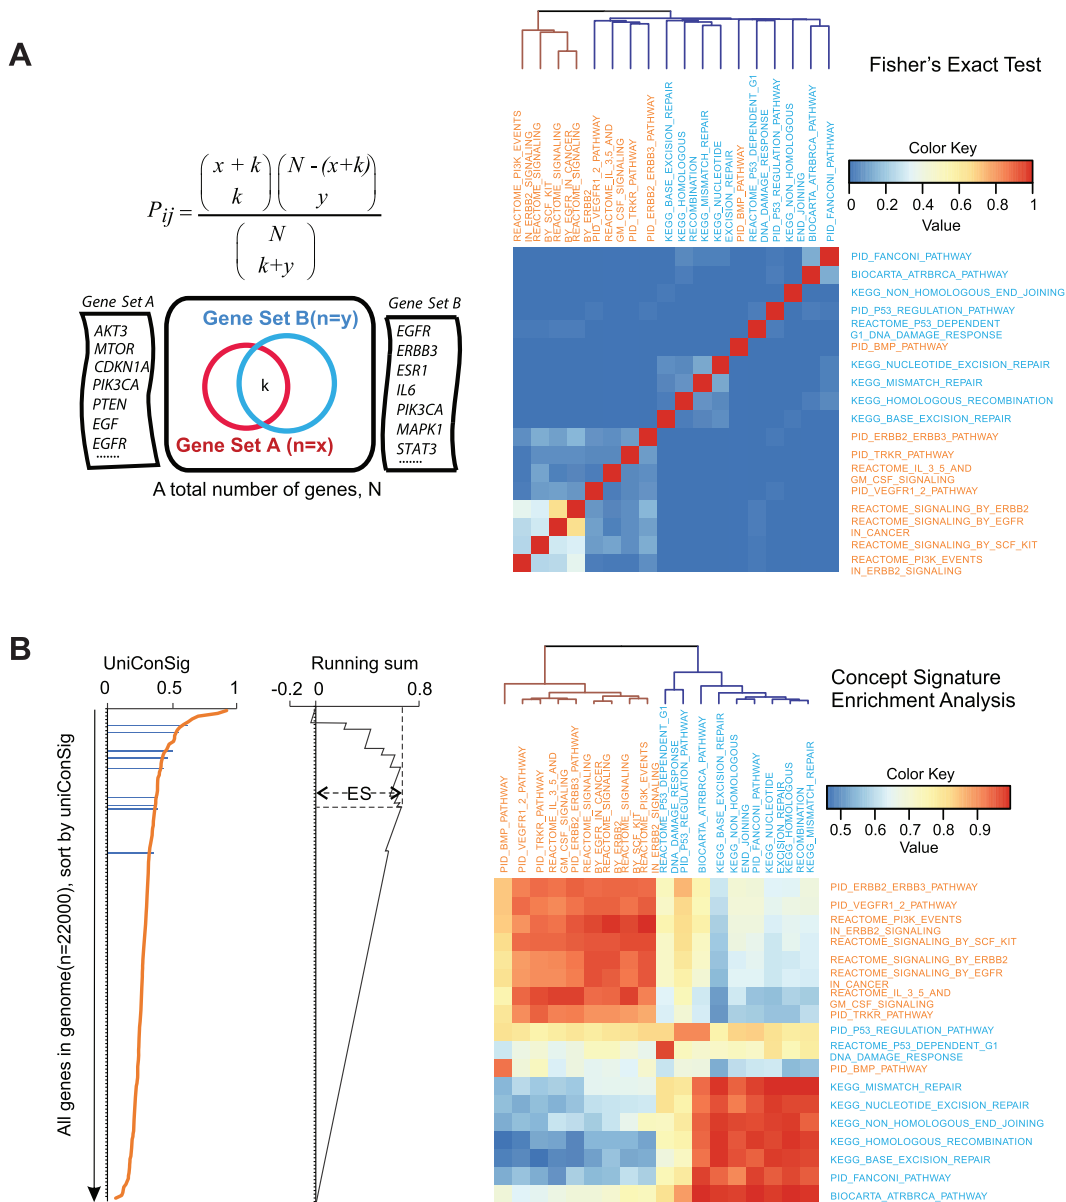 A
Fisher's Exact Test
REACTOME_PI3K_EVENTS
IN_ERBB2_SIGNALING
REACTOME_SIGNALING
BY_SCF_KIT
REACTOME_SIGNALING
BY_EGFR_IN_CANCER
REACTOME_SIGNALING
BY_ERBB2
PID_VEGFR1_2_PATHWAY
REACTOME_IL_3_5_AND
GM_CSF_SIGNALING
PID_TRKR_PATHWAY
PID_ERBB2_ERBB3_PATHWAY
KEGG_BASE_EXCISION_REPAIR
KEGG_HOMOLOGOUS
RECOMBINATION
KEGG_MISMATCH_REPAIR
KEGG_NUCLEOTIDE
EXCISION_REPAIR
PID_BMP_PATHWAY
REACTOME_P53_DEPENDENT_G1
DNA_DAMAGE_RESPONSE
PID_P53_REGULATION_PATHWAY
KEGG_NON_HOMOLOGOUS
END_JOINING
BIOCARTA_ATRBRCA_PATHWAY
PID_FANCONI_PATHWAY
Color Key
0 0.2 0.4 0.6 0.8 1
Value
Pij = (x + k k)(N -(x+k) y) / (N k+y)
Gene Set A
AKT3
MTOR
CDKN1A
PIK3CA
PTEN
EGF
EGFR
.......
Gene Set B(n=y)
k
Gene Set A (n=x)
Gene Set B
EGFR
ERBB3
ESR1
IL6
PIK3CA
MAPK1
STAT3
.......
A total number of genes, N
PID_FANCONI_PATHWAY
BIOCARTA_ATRBRCA_PATHWAY
KEGG_NON_HOMOLOGOUS_END_JOINING
PID_P53_REGULATION_PATHWAY
REACTOME_P53_DEPENDENT
G1_DNA_DAMAGE_RESPONSE
PID_BMP_PATHWAY
KEGG_NUCLEOTIDE_EXCISION_REPAIR
KEGG_MISMATCH_REPAIR
KEGG_HOMOLOGOUS_RECOMBINATION
KEGG_BASE_EXCISION_REPAIR
PID_ERBB2_ERBB3_PATHWAY
PID_TRKR_PATHWAY
REACTOME_IL_3_5_AND
GM_CSF_SIGNALING
PID_VEGFR1_2_PATHWAY
REACTOME_SIGNALING_BY_ERBB2
REACTOME_SIGNALING_BY_EGFR
IN_CANCER
REACTOME_SIGNALING_BY_SCF_KIT
REACTOME_PI3K_EVENTS
IN_ERBB2_SIGNALING
B
UniConSig
0 0.5 1
Running sum
-0.2 0 0.8
ES
All genes in genome(n=22000), sort by uniConSig
Concept Signature
Enrichment Analysis
PID_BMP_PATHWAY
PID_VEGFR1_2_PATHWAY
PID_TRKR_PATHWAY
REACTOME_IL_3_5_AND
GM_CSF_SIGNALING
PID_ERBB2_ERBB3_PATHWAY
REACTOME_SIGNALING
BY_EGFR_IN_CANCER
REACTOME_SIGNALING
BY_ERBB2
REACTOME_SIGNALING
BY_SCF_KIT
REACTOME_PI3K_EVENTS
IN_ERBB2_SIGNALING
REACTOME_P53_DEPENDENT_G1
DNA_DAMAGE_RESPONSE
PID_P53_REGULATION_PATHWAY
BIOCARTA_ATRBRCA_PATHWAY
KEGG_BASE_EXCISION_REPAIR
KEGG_NON_HOMOLOGOUS
END_JOINING
PID_FANCONI_PATHWAY
KEGG_NUCLEOTIDE
EXCISION_REPAIR
KEGG_HOMOLOGOUS
RECOMBINATION
KEGG_MISMATCH_REPAIR
Color Key
0.5 0.6 0.7 0.8 0.9
Value
PID_ERBB2_ERBB3_PATHWAY
PID_VEGFR1_2_PATHWAY
REACTOME_PI3K_EVENTS
IN_ERBB2_SIGNALING
REACTOME_SIGNALING_BY_SCF_KIT
REACTOME_SIGNALING_BY_ERBB2
REACTOME_SIGNALING_BY_EGFR
IN_CANCER
REACTOME_IL_3_5_AND
GM_CSF_SIGNALING
PID_TRKR_PATHWAY
PID_P53_REGULATION_PATHWAY
REACTOME_P53_DEPENDENT_G1
DNA_DAMAGE_RESPONSE
PID_BMP_PATHWAY
KEGG_MISMATCH_REPAIR
KEGG_NUCLEOTIDE_EXCISION_REPAIR
KEGG_NON_HOMOLOGOUS_END_JOINING
KEGG_HOMOLOGOUS_RECOMBINATION
KEGG_BASE_EXCISION_REPAIR
PID_FANCONI_PATHWAY
BIOCARTA_ATRBRCA_PATHWAY